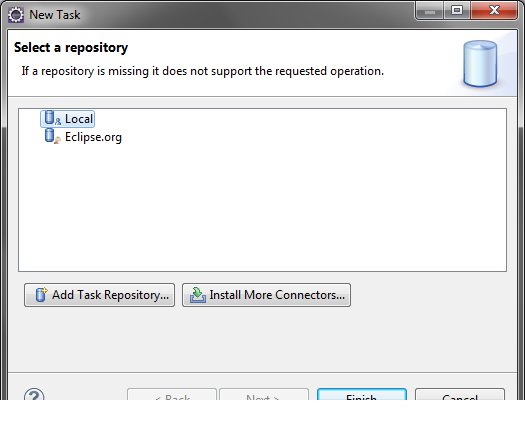 New Task
Select a repository
If a repository is missing it does not support the requested operation.
Local
Eclipse.org
Add Task Repository...
Install More Connectors...
?
< Back Next > Finish Cancel